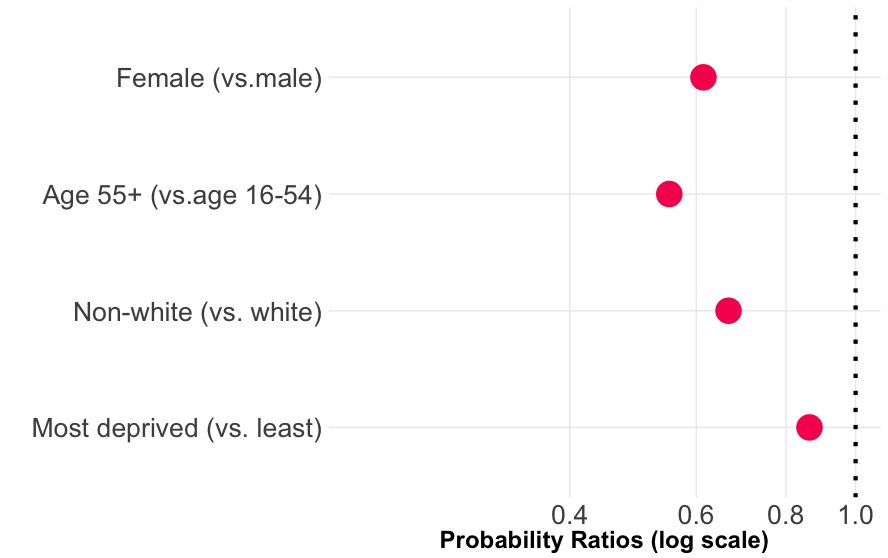 Female (vs.male)
Age 55+ (vs.age 16-54)
Non-white (vs. white)
Most deprived (vs. least)
0.4 0.6 0.8 1.0
Probability Ratios (log scale)